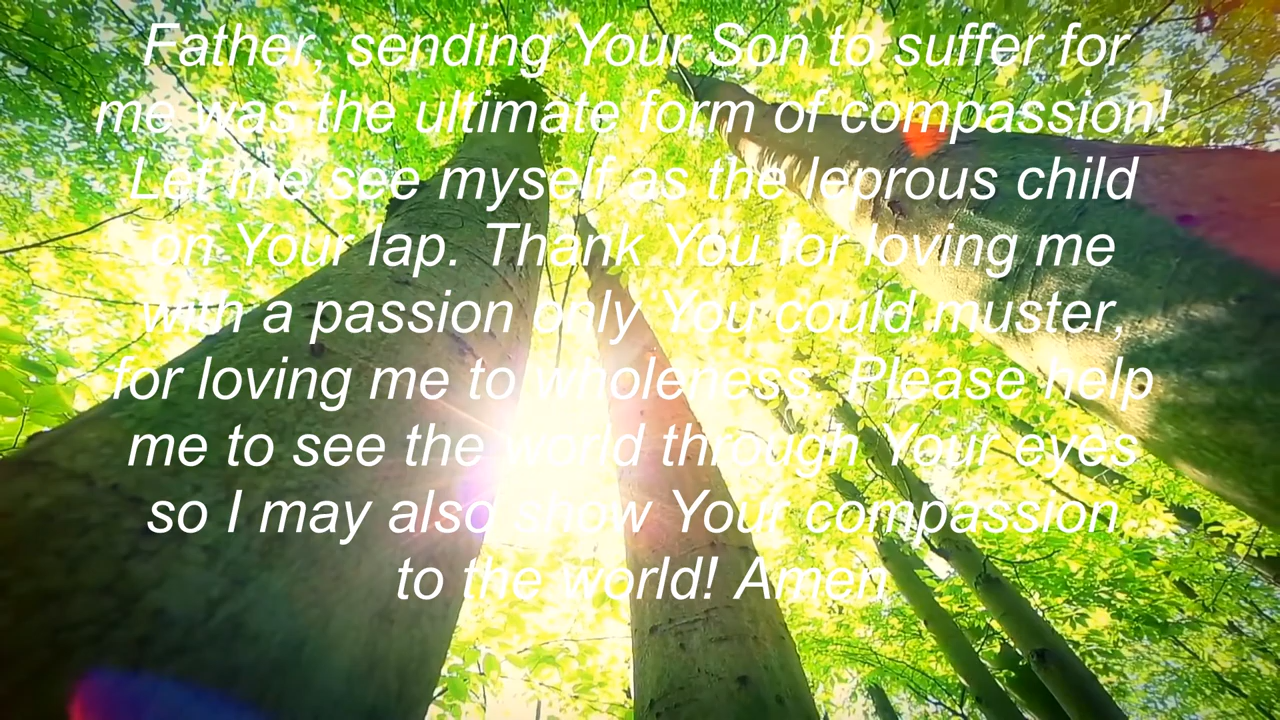 Father, sending Your Son to suffer for
me was the ultimate form of compassion!
Let me see myself as the leprous child
on Your lap. Thank You for loving me
with a passion only You could muster,
for loving me to wholeness. Please help
me to see the world through Your eyes
so I may also show Your compassion
to the world! Amen